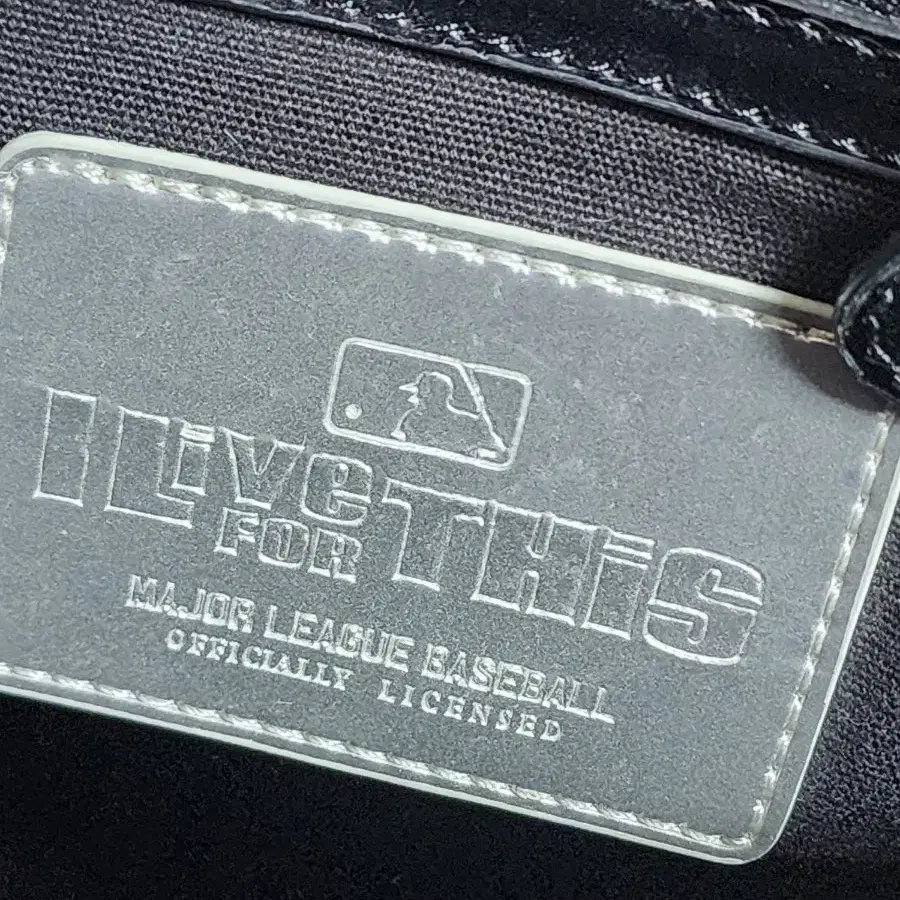 I Live FOR THiS
MAJOR LEAGUE BASEBALL
OFFICIALLY LICENSED